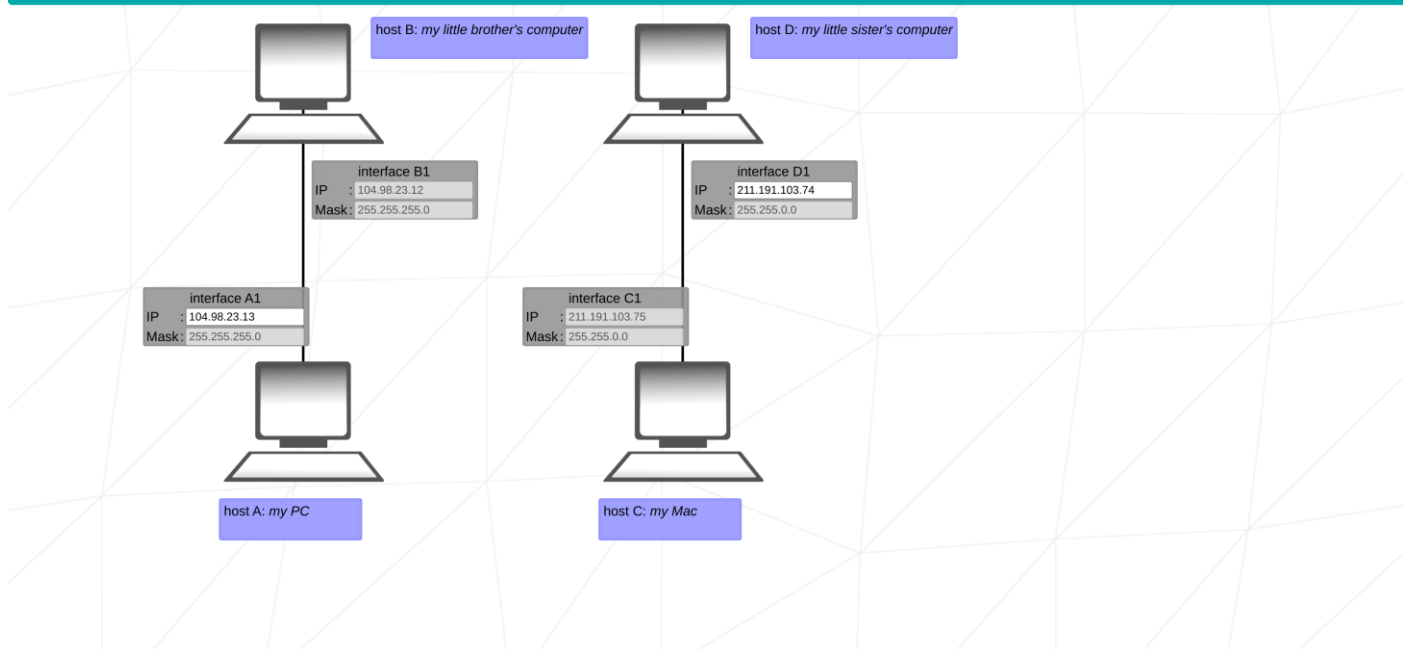 host B: my little brother's computer
host D: my little sister's computer
interface B1
IP : 104.98.23.12
Mask: 255.255.255.0
interface D1
IP : 211.191.103.74
Mask: 255.255.0.0
interface A1
IP : 104.98.23.13
Mask: 255.255.255.0
interface C1
IP : 211.191.103.75
Mask: 255.255.0.0
host A: my PC
host C: my Mac